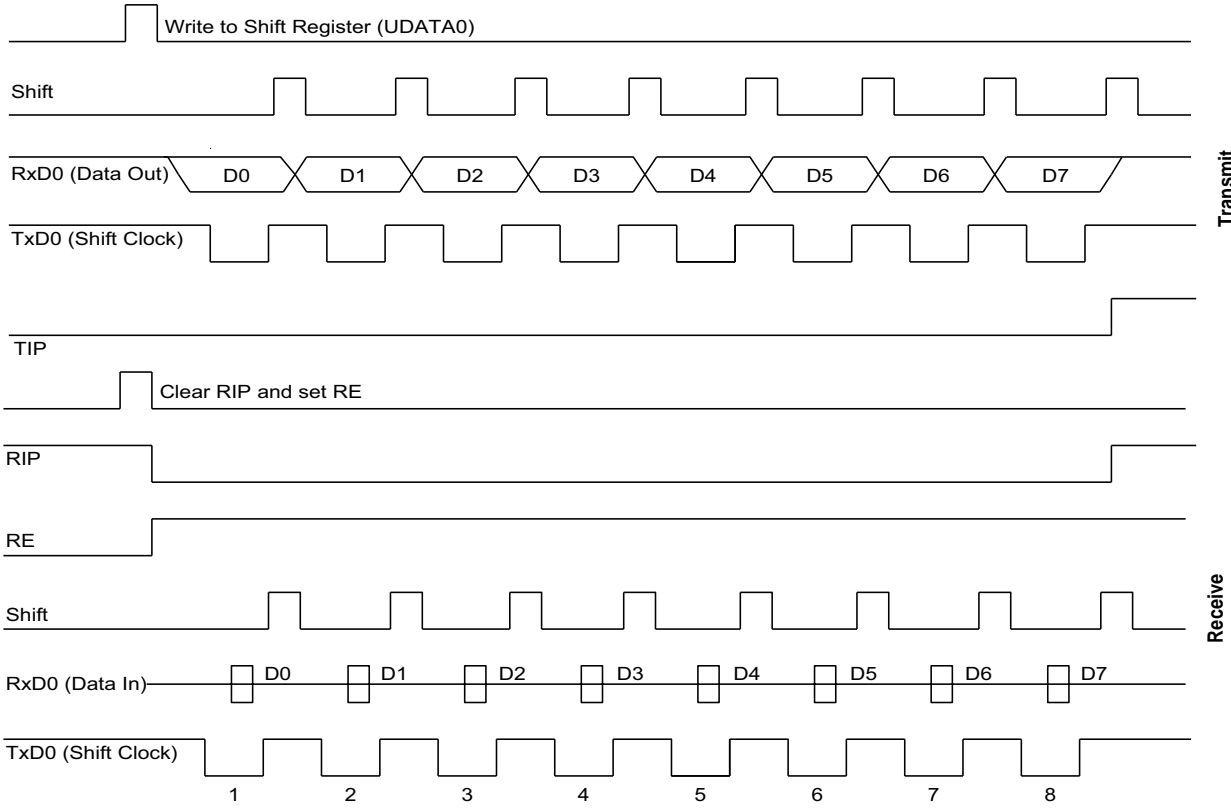 Write to Shift Register (UDATA0)
Shift
RxD0 (Data Out) D0 D1 D2 D3 D4 D5 D6 D7
TxD0 (Shift Clock)
TIP
Transmit
Clear RIP and set RE
RIP
RE
Shift
RxD0 (Data In) D0 D1 D2 D3 D4 D5 D6 D7
TxD0 (Shift Clock)
1 2 3 4 5 6 7 8
Receive